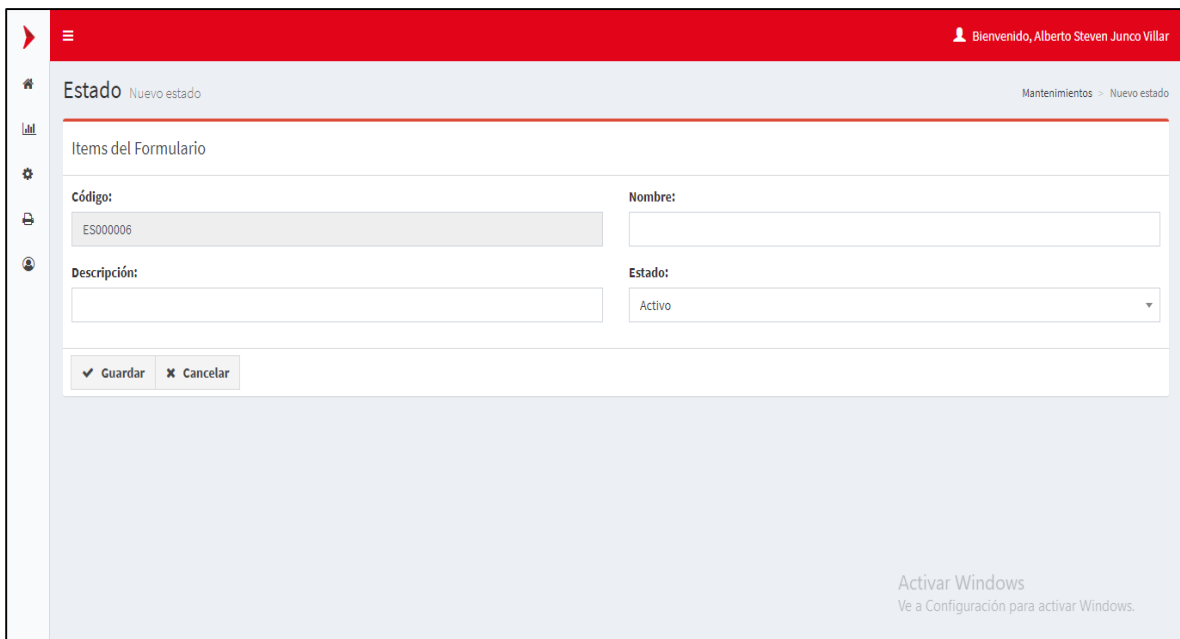 Bienvenido, Alberto Steven Junco Villar
Estado Nuevo estado
Mantenimientos > Nuevo estado
Items del Formulario
Código:
Nombre:
ES000006
Descripción:
Estado:
Activo
Guardar
Cancelar
Activar Windows
Ve a Configuración para activar Windows.